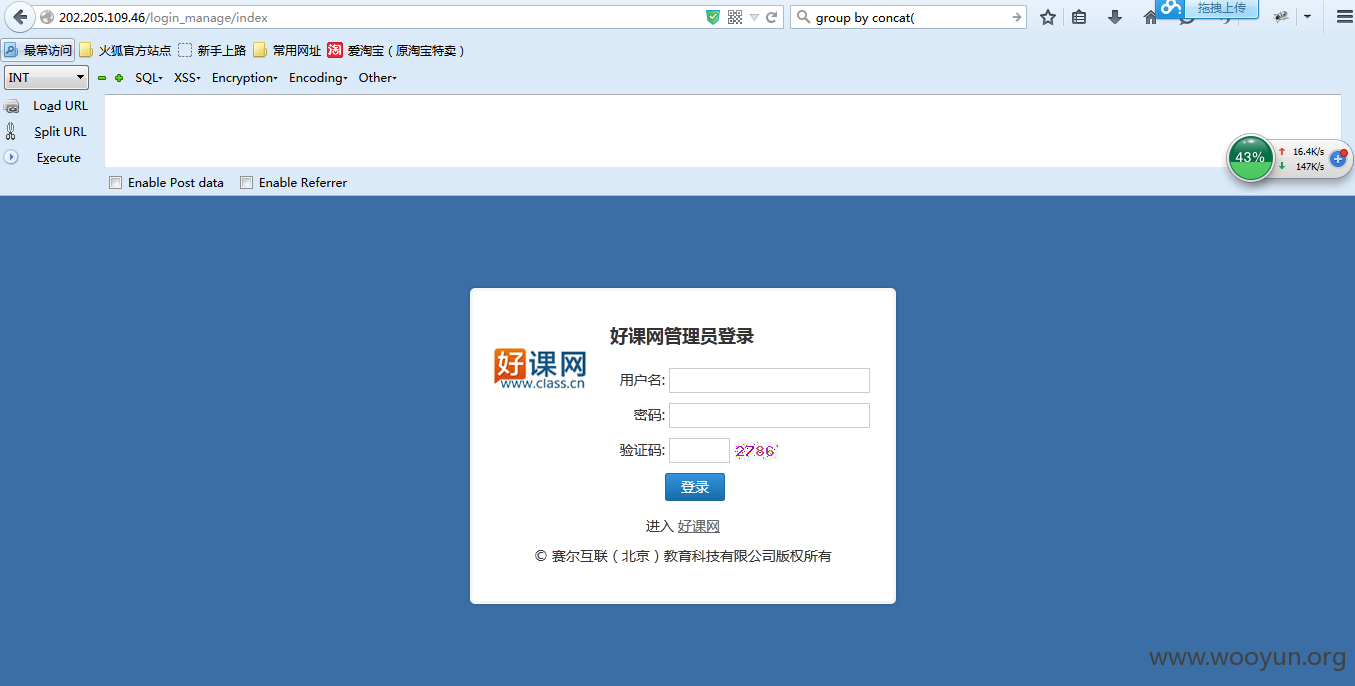 202.205.109.46/login_manage/index
group by concat(
拖拽上传
最常访问 火狐官方站点 新手上路 常用网址 淘 爱淘宝（原淘宝特卖）
INT SQL XSS Encryption Encoding Other
Load URL
Split URL
Execute
43% 16.4K/s
147K/s
Enable Post data Enable Referrer
好课网管理员登录
好课网
www.class.cn
用户名:
密码:
验证码: 2786
登录
进入 好课网
© 赛尔互联（北京）教育科技有限公司版权所有
www.wooyun.org